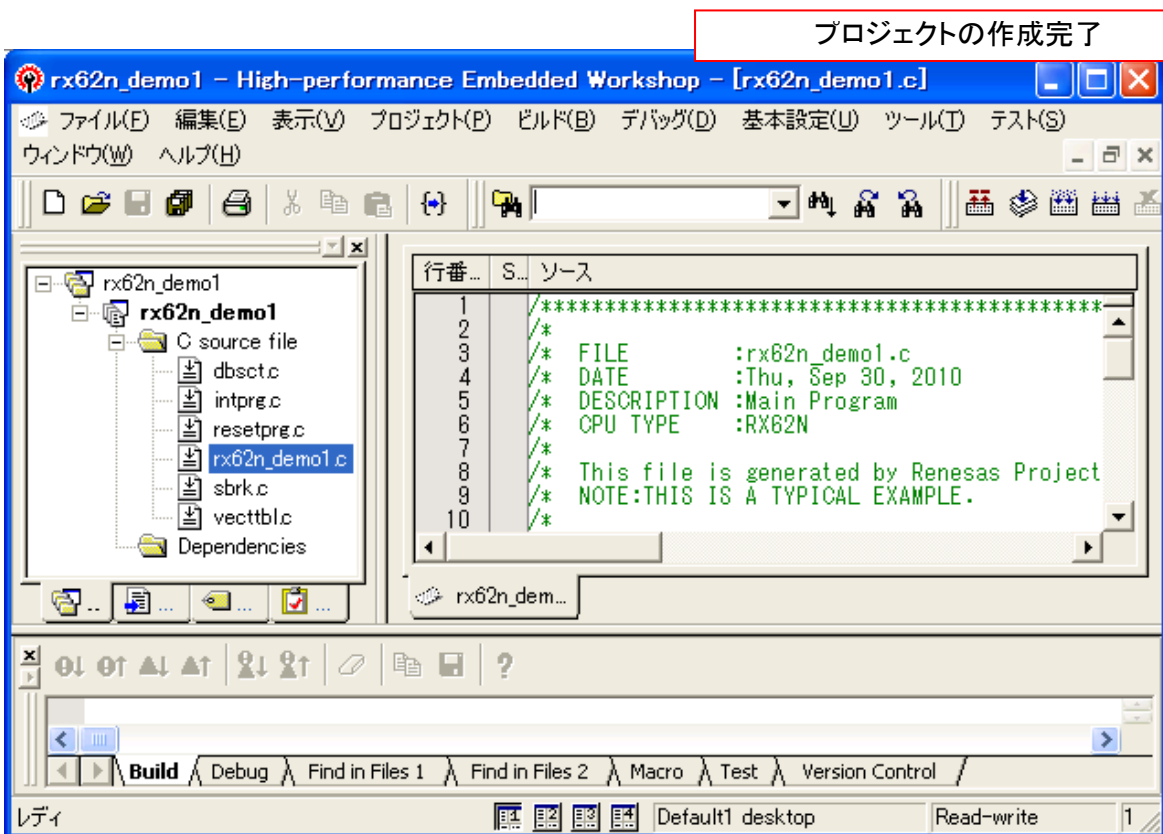 プロジェクトの作成完了
rx62n_demo1 - High-performance Embedded Workshop - [rx62n_demo1.c]
ファイル(F) 編集(E) 表示(V) プロジェクト(P) ビルド(B) デバッグ(D) 基本設定(U) ツール(T) テスト(S)
ウィンドウ(W) ヘルプ(H)
rx62n_demo1
rx62n_demo1
C source file
dbsct.c
intprg.c
resetprg.c
rx62n_demo1.c
sbrk.c
vecttbl.c
Dependencies
.. ... ... ...
行番... S... ソース
1 /***************************************************
2 /*
3 /* FILE :rx62n_demo1.c
4 /* DATE :Thu, Sep 30, 2010
5 /* DESCRIPTION :Main Program
6 /* CPU TYPE :RX62N
7 /*
8 /* This file is generated by Renesas Project
9 /* NOTE:THIS IS A TYPICAL EXAMPLE.
10 /*
rx62n_dem...
Build Debug Find in Files 1 Find in Files 2 Macro Test Version Control
レディ 1 2 3 4 Default1 desktop Read-write 1